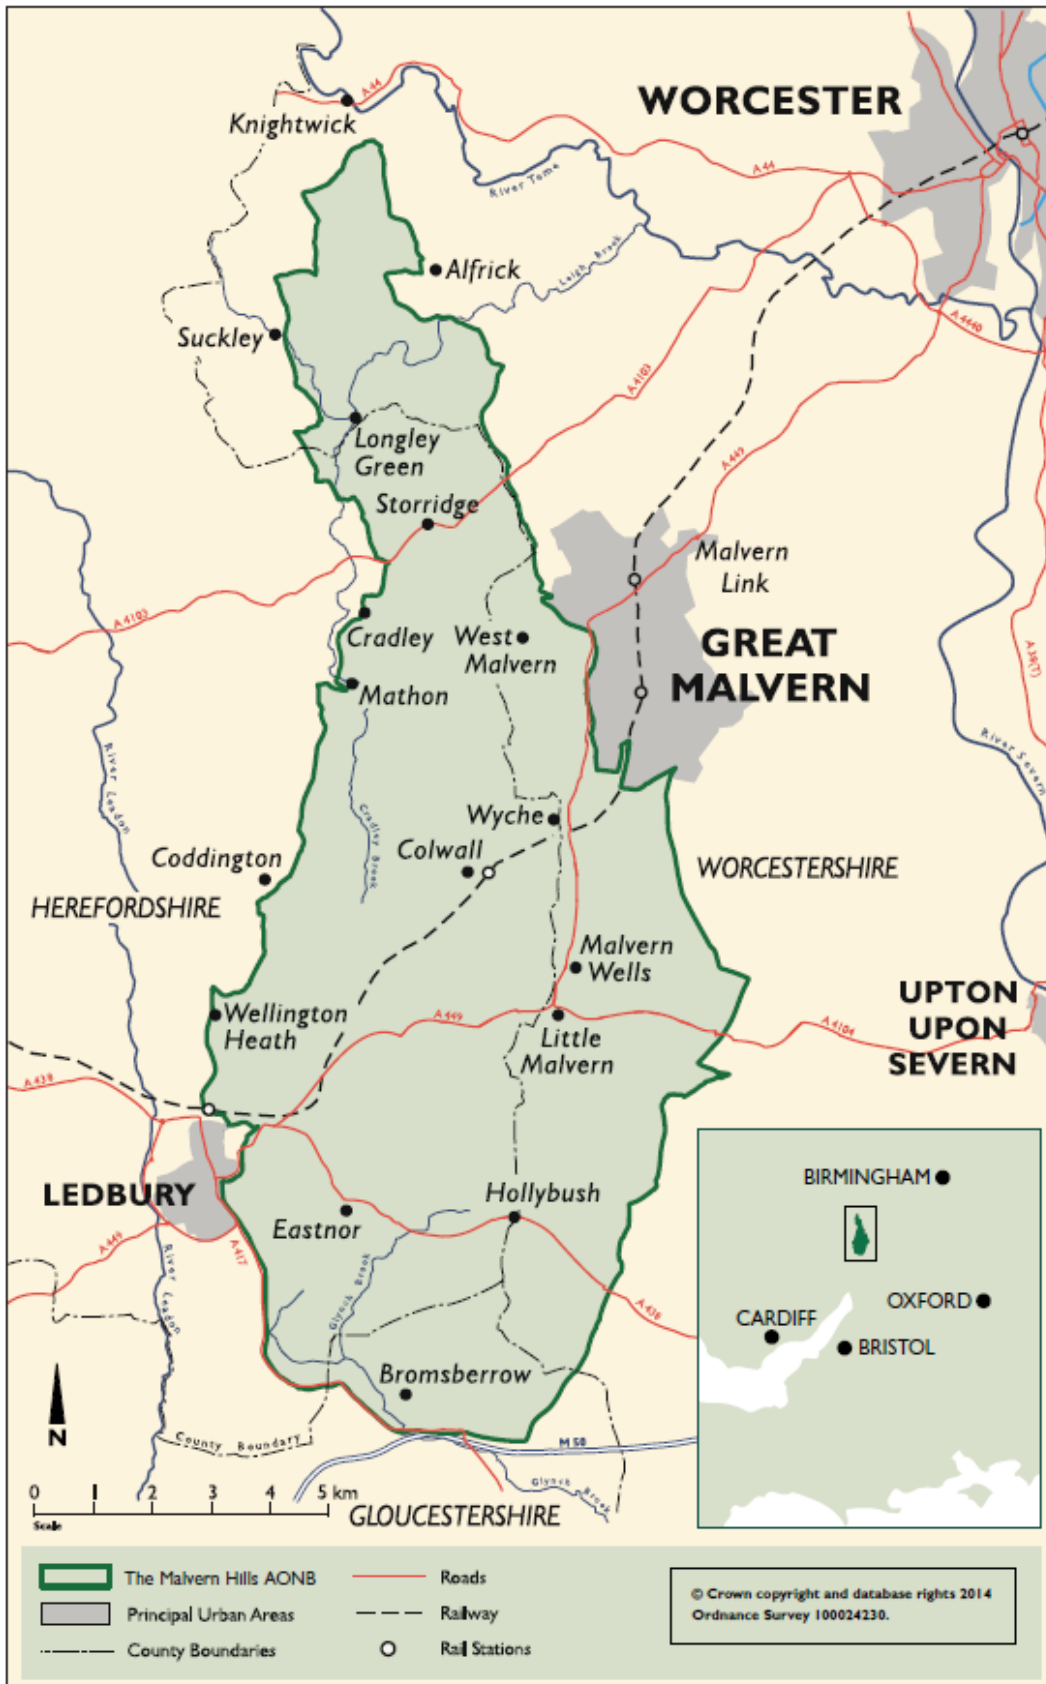 WORCESTER
A44
Knightwick
River Teme
A44
Alfrick
Leigh Brook
Suckley
A4440
A4103
Longley
Green
A449
Storridge
Malvern
Link
A4103
Cradley
West
Malvern
GREAT
MALVERN
A38(T)
Mathon
River Leadon
River Severn
Cradley Brook
Wyche
Coddington
Colwall
WORCESTERSHIRE
HEREFORDSHIRE
Malvern
Wells
UPTON
UPON
SEVERN
Wellington
Heath
A449
Little
Malvern
A4104
A438
BIRMINGHAM
LEDBURY
Hollybush
Eastnor
A449
A417
River Leadon
Glynch Brook
A438
OXFORD
CARDIFF
BRISTOL
Bromsberrow
N
County Boundary
M50
Glynch Brook
0 1 2 3 4 5 km
Scale
GLOUCESTERSHIRE
The Malvern Hills AONB
Roads
Principal Urban Areas
Railway
County Boundaries
Rail Stations
© Crown copyright and database rights 2014
Ordnance Survey 100024230.